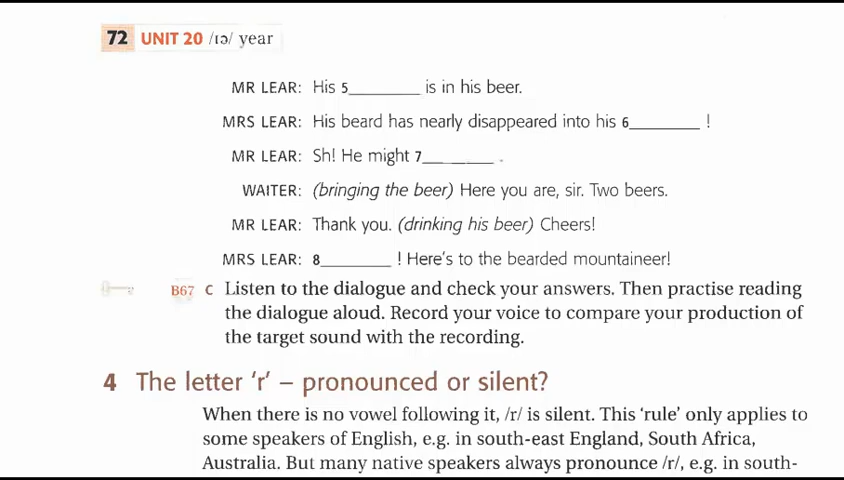 72 UNIT 20 /ɪə/ year
MR LEAR: His 5________ is in his beer.
MRS LEAR: His beard has nearly disappeared into his 6________ !
MR LEAR: Sh! He might 7________ .
WAITER: (bringing the beer) Here you are, sir. Two beers.
MR LEAR: Thank you. (drinking his beer) Cheers!
MRS LEAR: 8________ ! Here's to the bearded mountaineer!
B67 c Listen to the dialogue and check your answers. Then practise reading
the dialogue aloud. Record your voice to compare your production of
the target sound with the recording.
4 The letter 'r' – pronounced or silent?
When there is no vowel following it, /r/ is silent. This 'rule' only applies to
some speakers of English, e.g. in south-east England, South Africa,
Australia. But many native speakers always pronounce /r/, e.g. in south-